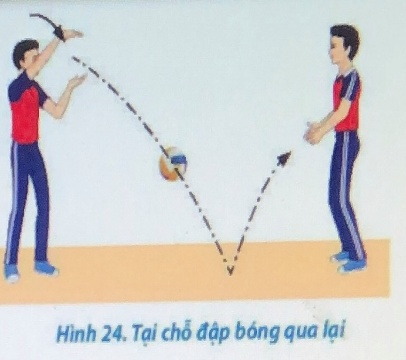 Hình 24. Tại chỗ đập bóng qua lại